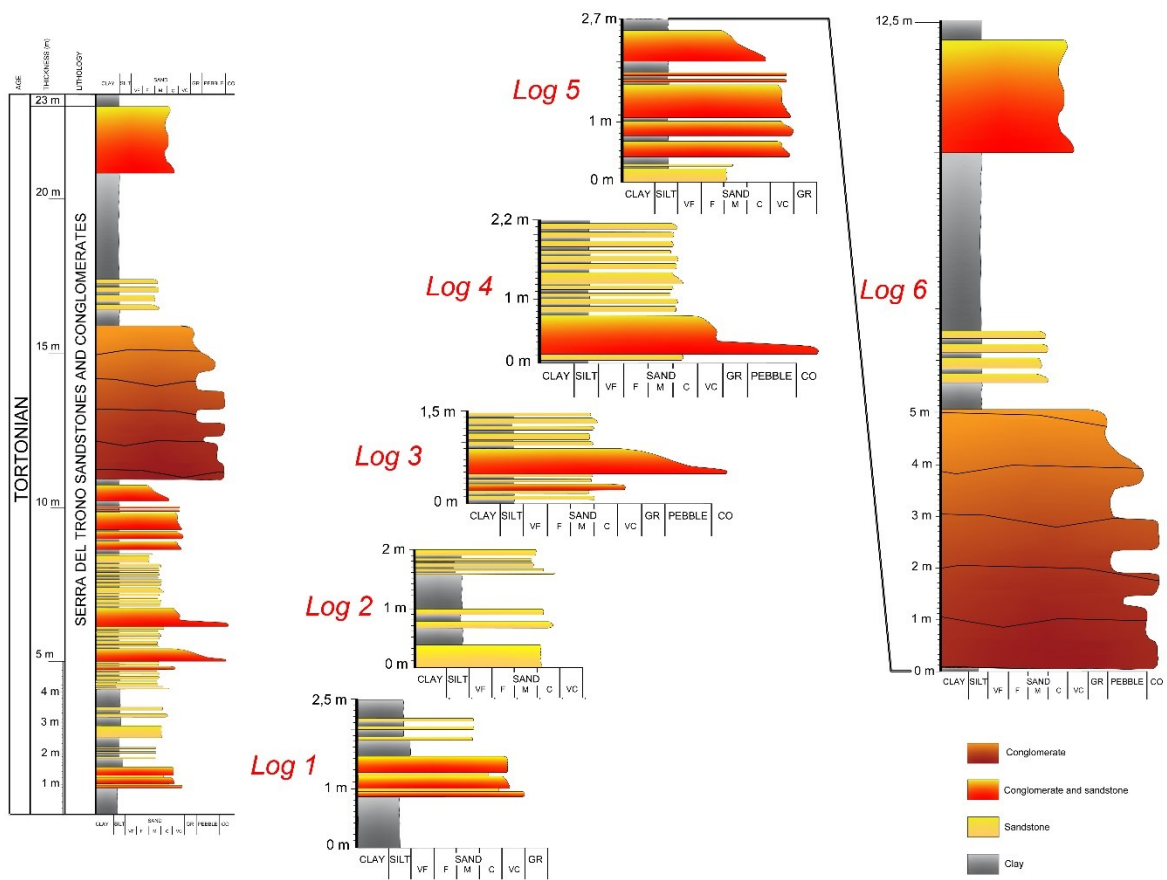 AGE
THICKNESS (m)
LITHOLOGY
CLAY SILT SAND GR PEBBLE CO
VF F M C VC
TORTONIAN
SERRA DEL TRONO SANDSTONES AND CONGLOMERATES
23 m
20 m
15 m
10 m
5 m
4 m
3 m
2 m
1 m
CLAY SILT SAND GR PEBBLE CO
VF F M C VC
Log 5
2,7 m
1 m
0 m
CLAY SILT SAND GR
VF F M C VC
Log 4
2,2 m
1 m
0 m
CLAY SILT SAND GR PEBBLE CO
VF F M C VC
Log 3
1,5 m
0 m
CLAY SILT SAND GR PEBBLE CO
VF F M C VC
Log 2
2 m
1 m
0 m
CLAY SILT SAND
VF F M C VC
Log 1
2,5 m
1 m
0 m
CLAY SILT SAND GR
VF F M C VC
Log 6
12,5 m
5 m
4 m
3 m
2 m
1 m
0 m
CLAY SILT SAND GR PEBBLE CO
VF F M C VC
Conglomerate
Conglomerate and sandstone
Sandstone
Clay